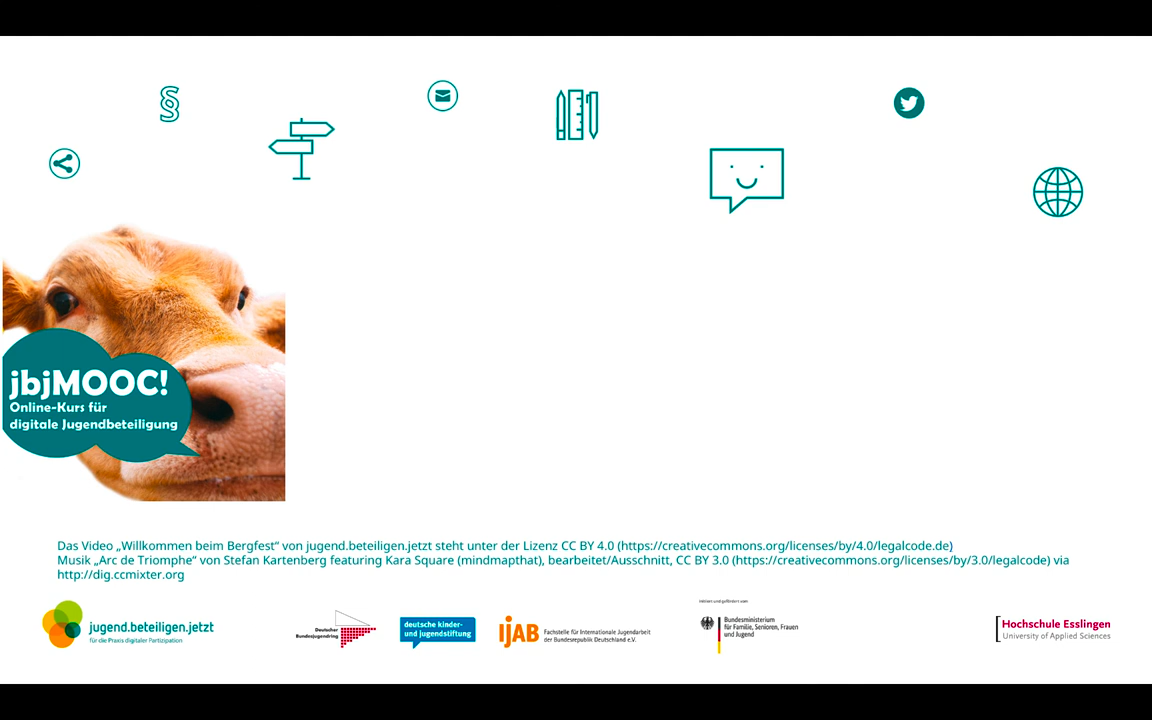 §
jbjMOOC!
Online-Kurs für
digitale Jugendbeteiligung
Das Video „Willkommen beim Bergfest“ von jugend.beteiligen.jetzt steht unter der Lizenz CC BY 4.0 (https://creativecommons.org/licenses/by/4.0/legalcode.de)
Musik „Arc de Triomphe“ von Stefan Kartenberg featuring Kara Square (mindmapthat), bearbeitet/Ausschnitt, CC BY 3.0 (https://creativecommons.org/licenses/by/3.0/legalcode) via
http://dig.ccmixter.org
jugend.beteiligen.jetzt
für die Praxis digitaler Partizipation
Deutscher
Bundesjugendring
deutsche kinder-
und jugendstiftung
IJAB Fachstelle für Internationale Jugendarbeit
der Bundesrepublik Deutschland e.V.
initiiert und gefördert vom
Bundesministerium
für Familie, Senioren, Frauen
und Jugend
Hochschule Esslingen
University of Applied Sciences